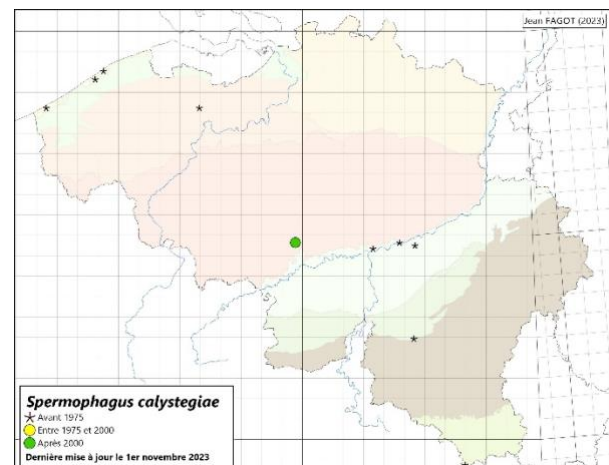 Jean FAGOT (2023)
Spermophagus calystegiae
Avant 1975
Entre 1975 et 2000
Après 2000
Dernière mise à jour le 1er novembre 2023